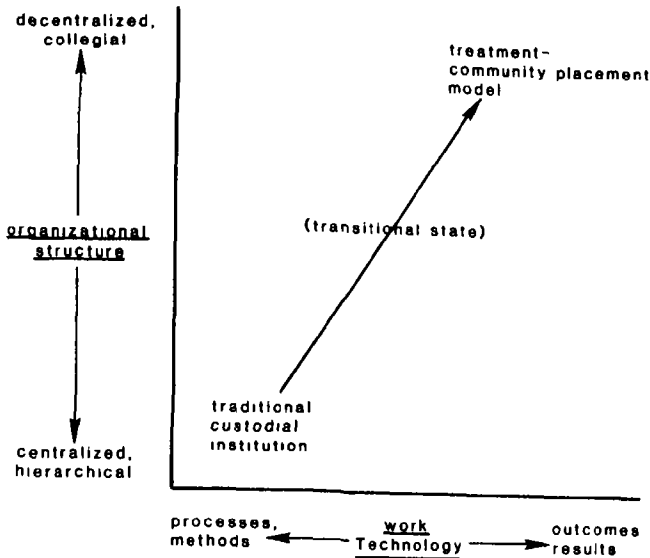 decentralized,
collegial
treatment-
community placement
model
(transitional state)
organizational
structure
traditional
custodial
institution
centralized,
hierarchical
processes,
methods
work
Technology
outcomes
results